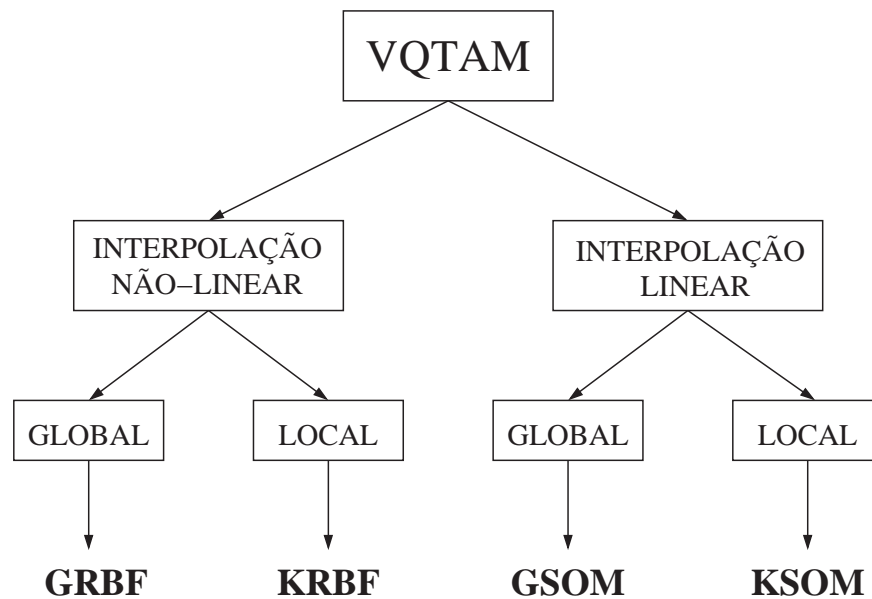 VQTAM
INTERPOLAÇÃO
NÃO−LINEAR
INTERPOLAÇÃO
LINEAR
GLOBAL
LOCAL
GLOBAL
LOCAL
GRBF
KRBF
GSOM
KSOM